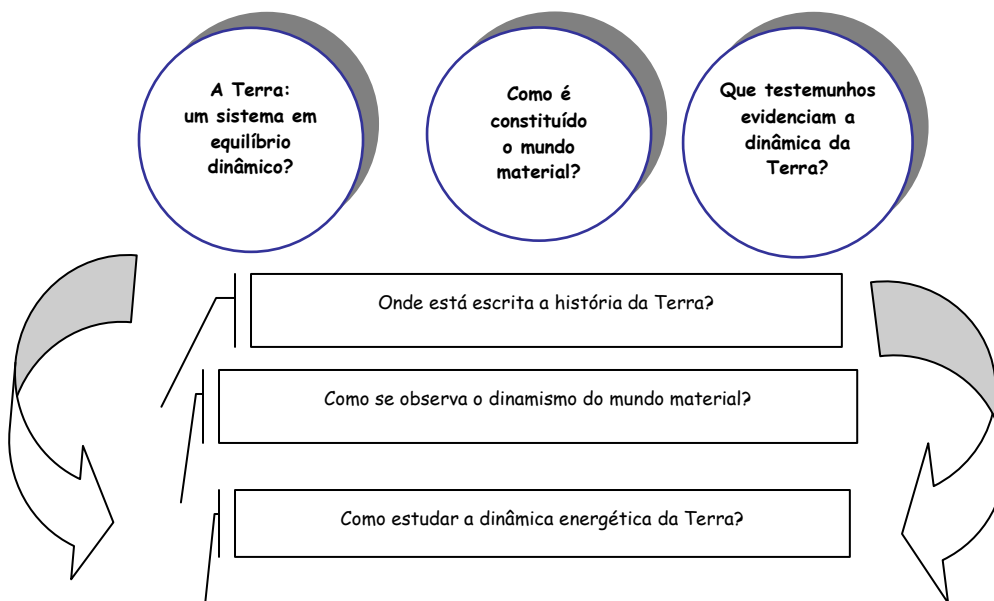 A Terra:
um sistema em
equilíbrio
dinâmico?
Como é
constituído
o mundo
material?
Que testemunhos
evidenciam a
dinâmica da
Terra?
Onde está escrita a história da Terra?
Como se observa o dinamismo do mundo material?
Como estudar a dinâmica energética da Terra?